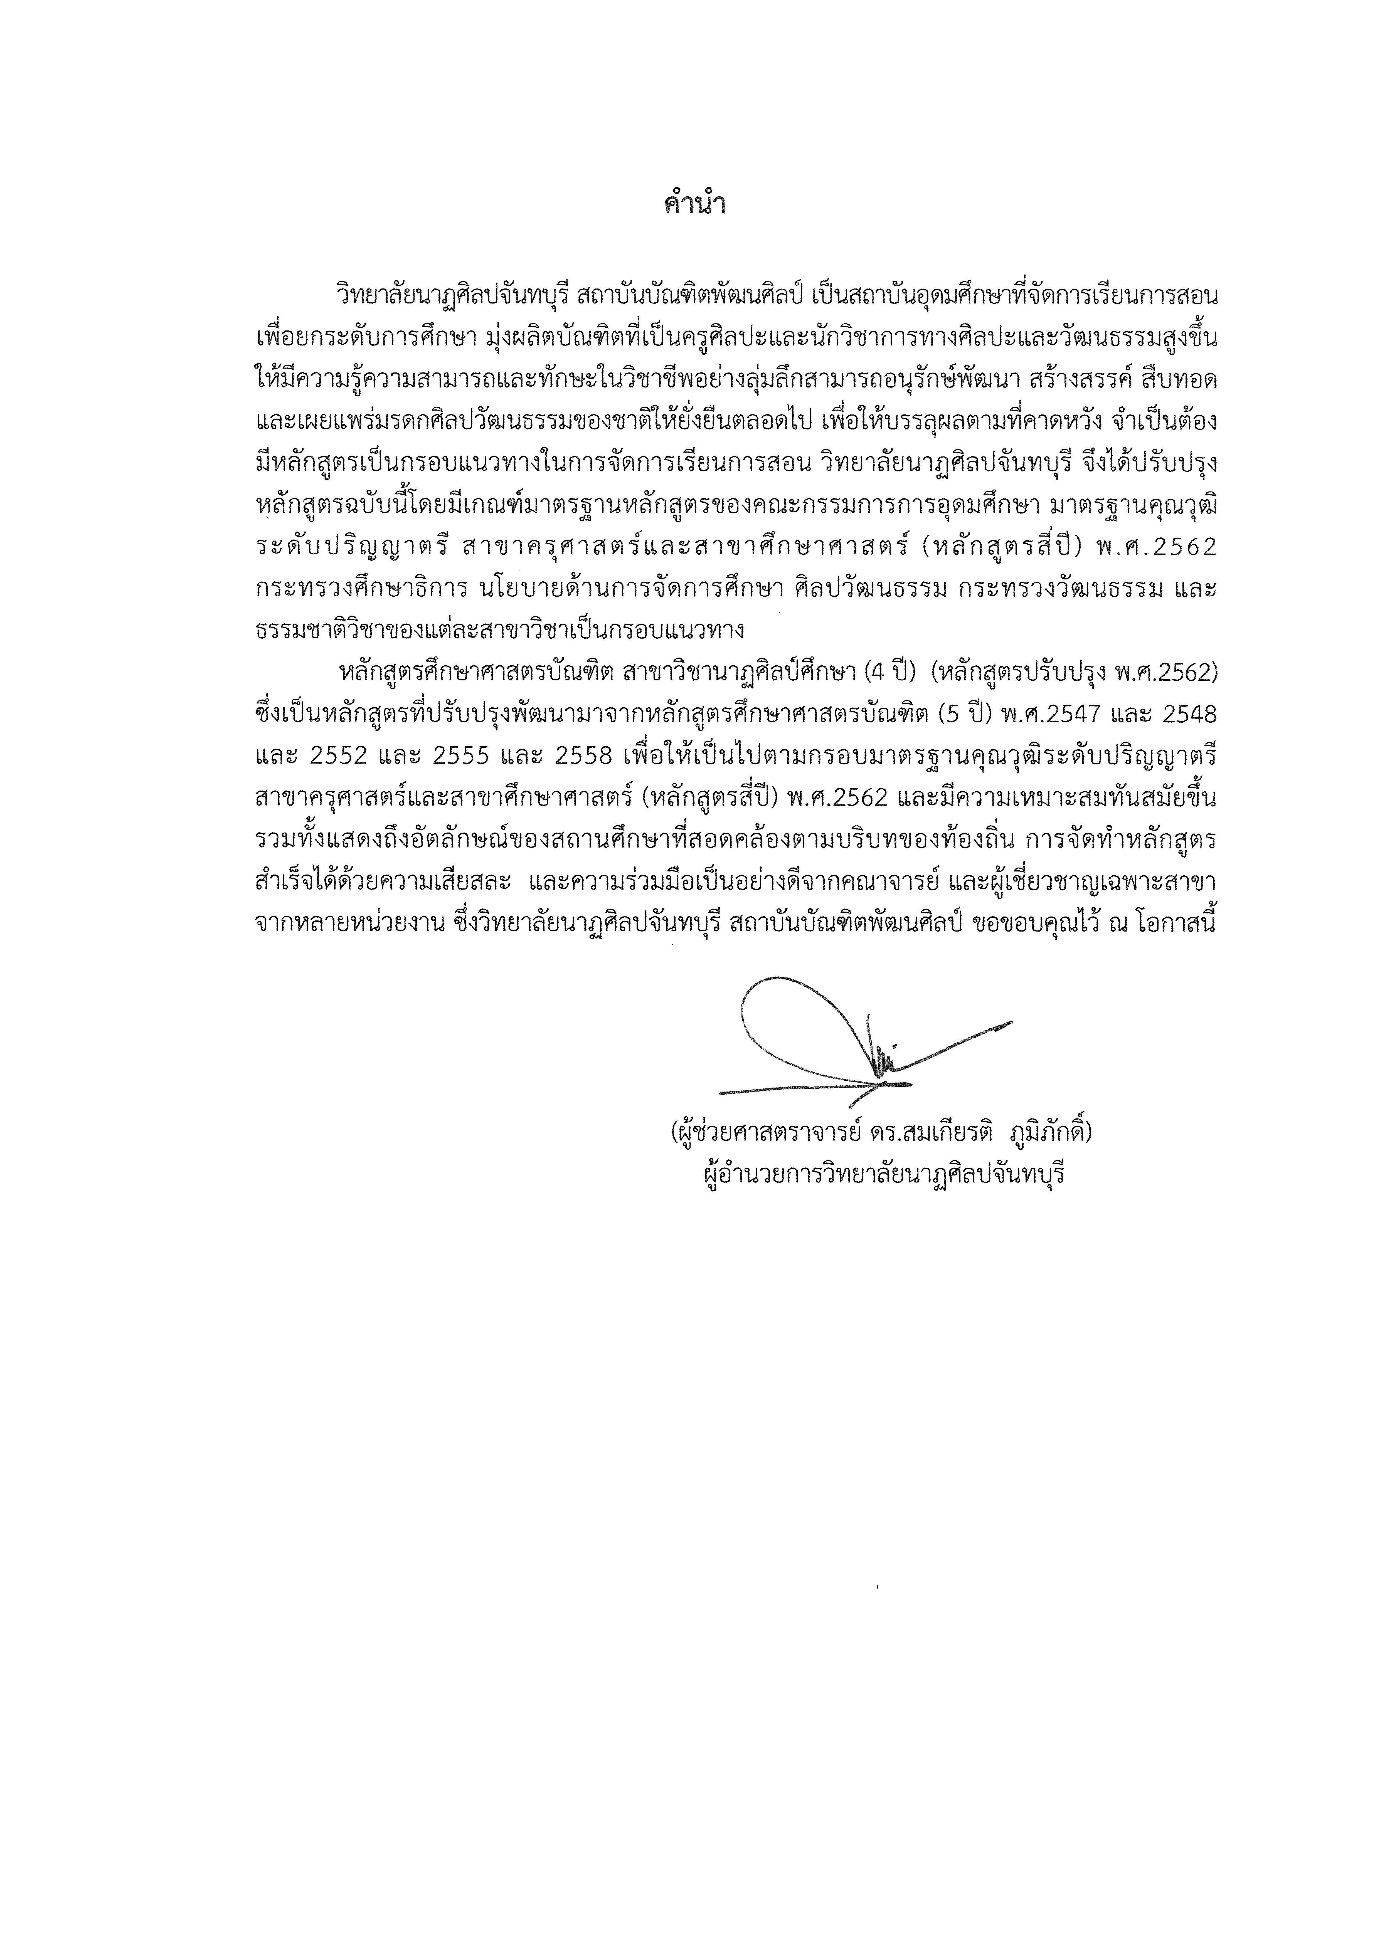 คำนำ
วิทยาลัยนาฏศิลปจันทบุรี สถาบันบัณฑิตพัฒนศิลป์ เป็นสถาบันอุดมศึกษาที่จัดการเรียนการสอน
เพื่อยกระดับการศึกษา มุ่งผลิตบัณฑิตที่เป็นครูศิลปะและนักวิชาการทางศิลปะและวัฒนธรรมสูงขึ้น
ให้มีความรู้ความสามารถและทักษะในวิชาชีพอย่างลุ่มลึกสามารถอนุรักษ์พัฒนา สร้างสรรค์ สืบทอด
และเผยแพร่มรดกศิลปวัฒนธรรมของชาติให้ยั่งยืนตลอดไป เพื่อให้บรรลุผลตามที่คาดหวัง จำเป็นต้อง
มีหลักสูตรเป็นกรอบแนวทางในการจัดการเรียนการสอน วิทยาลัยนาฏศิลปจันทบุรี จึงได้ปรับปรุง
หลักสูตรฉบับนี้โดยมีเกณฑ์มาตรฐานหลักสูตรของคณะกรรมการการอุดมศึกษา มาตรฐานคุณวุฒิ
ระดับปริญญาตรี สาขาครุศาสตร์และสาขาศึกษาศาสตร์ (หลักสูตรสี่ปี) พ.ศ.2562
กระทรวงศึกษาธิการ นโยบายด้านการจัดการศึกษา ศิลปวัฒนธรรม กระทรวงวัฒนธรรม และ
ธรรมชาติวิชาของแต่ละสาขาวิชาเป็นกรอบแนวทาง
หลักสูตรศึกษาศาสตรบัณฑิต สาขาวิชานาฏศิลป์ศึกษา (4 ปี) (หลักสูตรปรับปรุง พ.ศ.2562)
ซึ่งเป็นหลักสูตรที่ปรับปรุงพัฒนามาจากหลักสูตรศึกษาศาสตรบัณฑิต (5 ปี) พ.ศ.2547 และ 2548
และ 2552 และ 2555 และ 2558 เพื่อให้เป็นไปตามกรอบมาตรฐานคุณวุฒิระดับปริญญาตรี
สาขาครุศาสตร์และสาขาศึกษาศาสตร์ (หลักสูตรสี่ปี) พ.ศ.2562 และมีความเหมาะสมทันสมัยขึ้น
รวมทั้งแสดงถึงอัตลักษณ์ของสถานศึกษาที่สอดคล้องตามบริบทของท้องถิ่น การจัดทำหลักสูตร
สำเร็จได้ด้วยความเสียสละ และความร่วมมือเป็นอย่างดีจากคณาจารย์ และผู้เชี่ยวชาญเฉพาะสาขา
จากหลายหน่วยงาน ซึ่งวิทยาลัยนาฏศิลปจันทบุรี สถาบันบัณฑิตพัฒนศิลป์ ขอขอบคุณไว้ ณ โอกาสนี้
(ผู้ช่วยศาสตราจารย์ ดร.สมเกียรติ ภูมิภักดิ์)
ผู้อำนวยการวิทยาลัยนาฏศิลปจันทบุรี